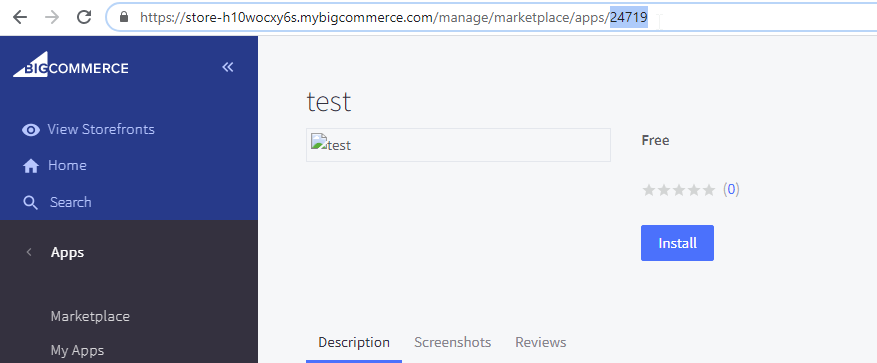 https://store-h10wocxy6s.mybigcommerce.com/manage/marketplace/apps/24719
BIGCOMMERCE
View Storefronts
Home
Search
Apps
Marketplace
My Apps
test
test
Free
(0)
Install
Description Screenshots Reviews